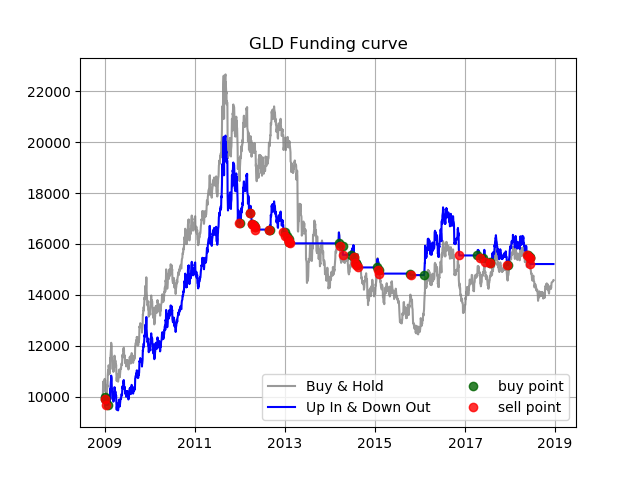 GLD Funding curve
22000
20000
18000
16000
14000
12000
10000
Buy & Hold
Up In & Down Out
buy point
sell point
2009 2011 2013 2015 2017 2019